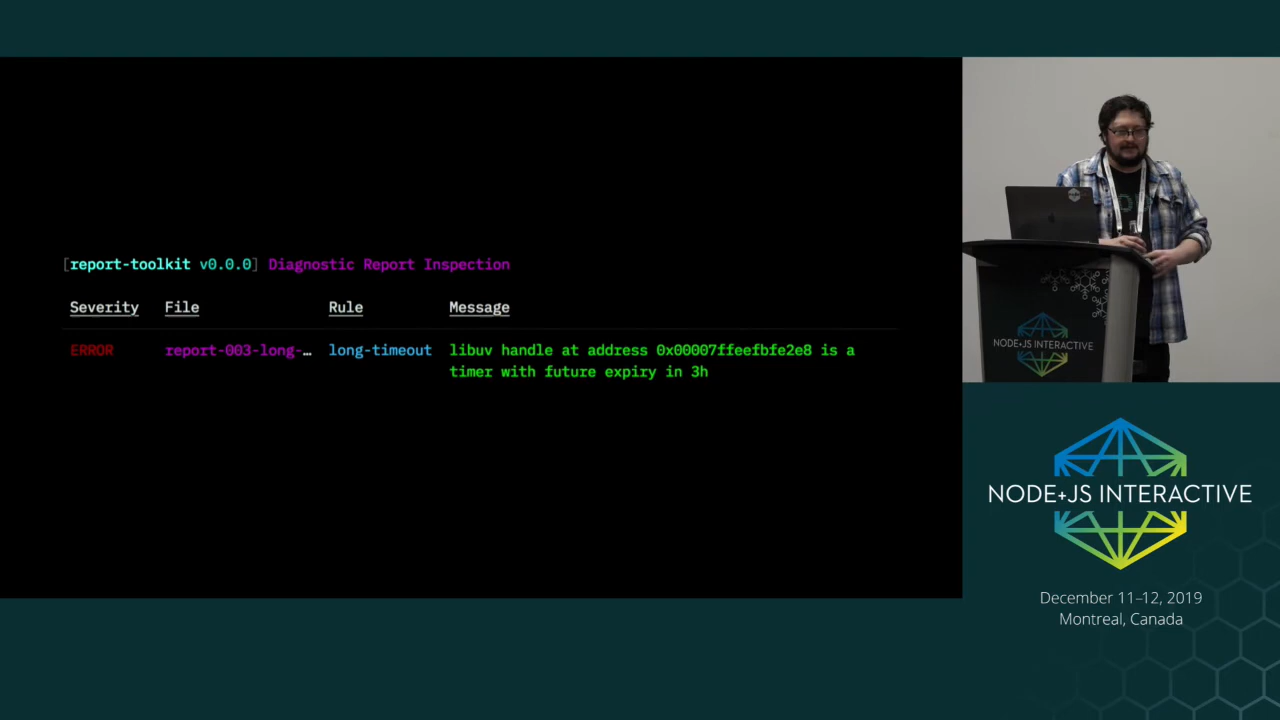 [report-toolkit v0.0.0] Diagnostic Report Inspection
Severity File Rule Message
ERROR report-003-long-… long-timeout libuv handle at address 0x00007ffeefbfe2e8 is a
timer with future expiry in 3h
NODE+JS INTERACTIVE
NODE+JS INTERACTIVE
December 11–12, 2019
Montreal, Canada